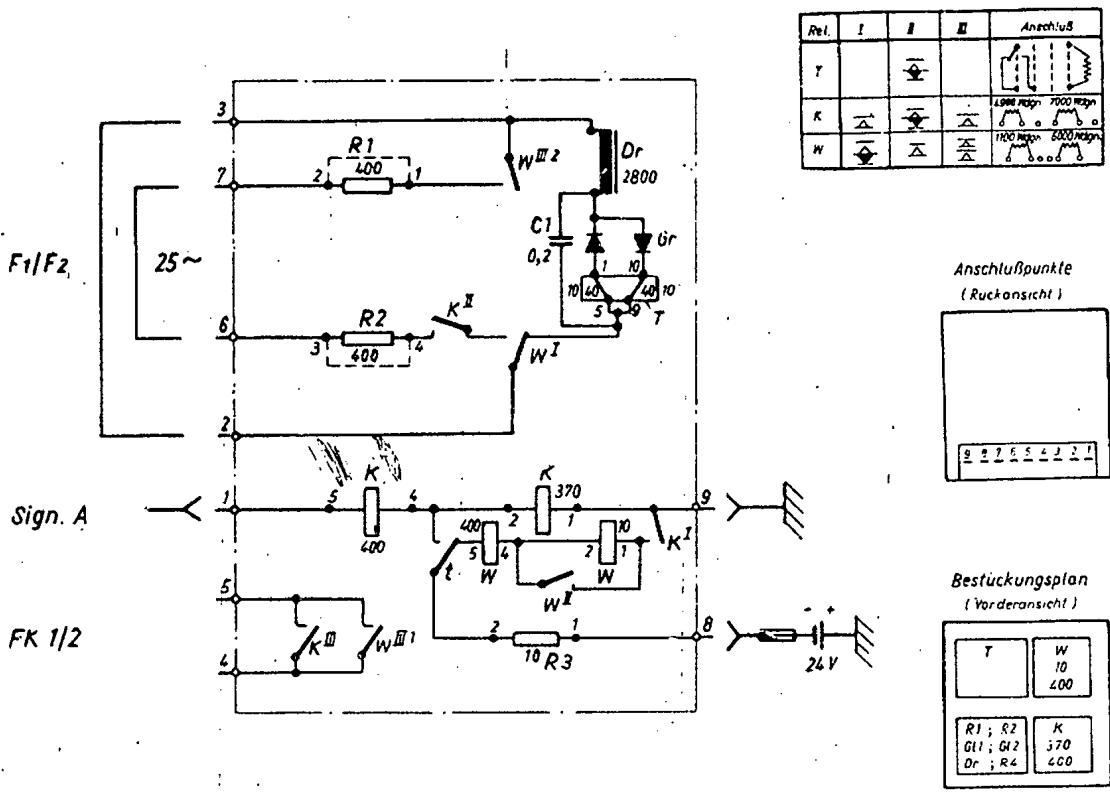 Rel. I II III Anschluß
T
K 4900 Wdgn 7000 Wdgn
W 1100 Wdgn 6000 Wdgn
3
R1
400
2 1
7
W III 2
Dr
2800
C1
0,2
Gr
1 10
10 40 40 10
5 9
T
F1/F2
25~
K II
6
R2
3 4
400
W I
2
Sign. A
1
K
5 4
400
K
370
2 1
9
K I
400
5 4
W
10
2 1
W
t
W II
5
FK 1/2
K III
W III 1
4
2 1
10 R3
8
- +
24V
Anschlußpunkte
(Rückansicht)
9 8 7 6 5 4 3 2 1
Bestückungsplan
(Vorderansicht)
T
W
10
400
R1 ; R2
Gl1 ; Gl2
Dr ; R4
K
370
400